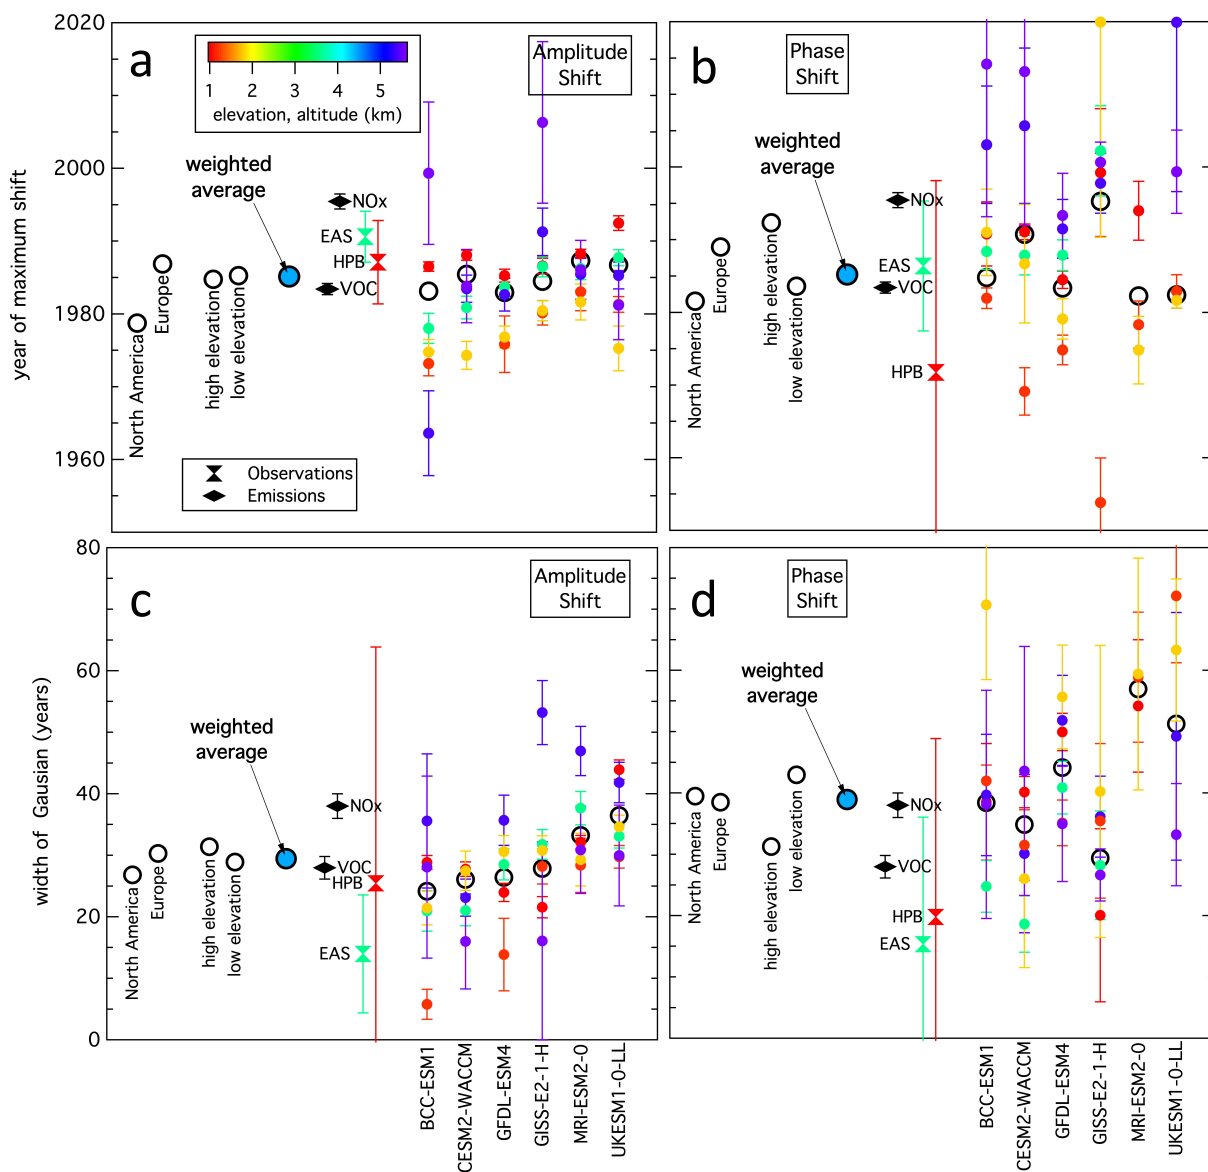 2020
2000
1980
1960
year of maximum shift
a
1 2 3 4 5
elevation, altitude (km)
Amplitude
Shift
weighted
average
NOx
EAS
HPB
VOC
North America
Europe
high elevation
low elevation
Observations
Emissions
b
Phase
Shift
weighted
average
NOx
EAS
VOC
HPB
North America
Europe
high elevation
low elevation
80
60
40
20
0
width of Gausian (years)
c
Amplitude
Shift
weighted
average
NOx
VOC
HPB
EAS
North America
Europe
high elevation
low elevation
BCC-ESM1
CESM2-WACCM
GFDL-ESM4
GISS-E2-1-H
MRI-ESM2-0
UKESM1-0-LL
d
Phase
Shift
weighted
average
NOx
VOC
HPB
EAS
North America
Europe
high elevation
low elevation
BCC-ESM1
CESM2-WACCM
GFDL-ESM4
GISS-E2-1-H
MRI-ESM2-0
UKESM1-0-LL